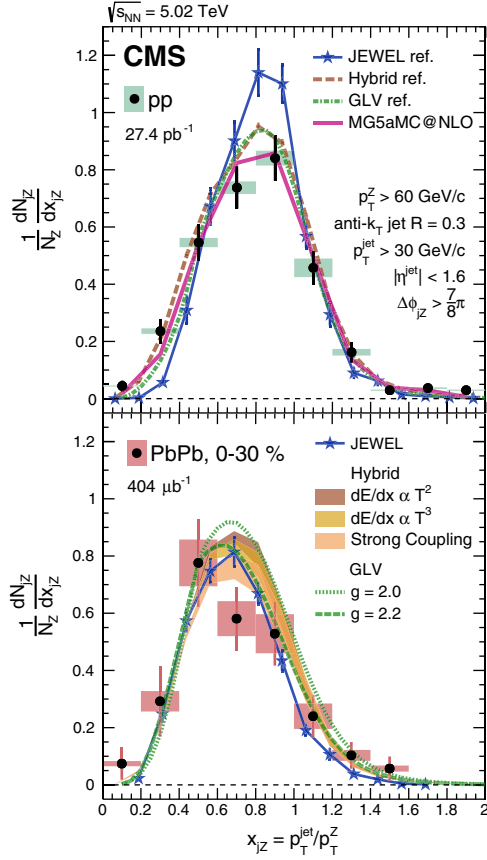 √s_NN = 5.02 TeV
CMS
pp
27.4 pb⁻¹
JEWEL ref.
Hybrid ref.
GLV ref.
MG5aMC@NLO
p_T^Z > 60 GeV/c
anti-k_T jet R = 0.3
p_T^jet > 30 GeV/c
|η^jet| < 1.6
Δφ_jZ > 7/8 π
1/N_Z dN_jZ/dx_jZ
1.2
1
0.8
0.6
0.4
0.2
0
PbPb, 0-30 %
404 μb⁻¹
JEWEL
Hybrid
dE/dx α T²
dE/dx α T³
Strong Coupling
GLV
g = 2.0
g = 2.2
1/N_Z dN_jZ/dx_jZ
1.2
1
0.8
0.6
0.4
0.2
0
0 0.2 0.4 0.6 0.8 1 1.2 1.4 1.6 1.8 2
x_jZ = p_T^jet/p_T^Z